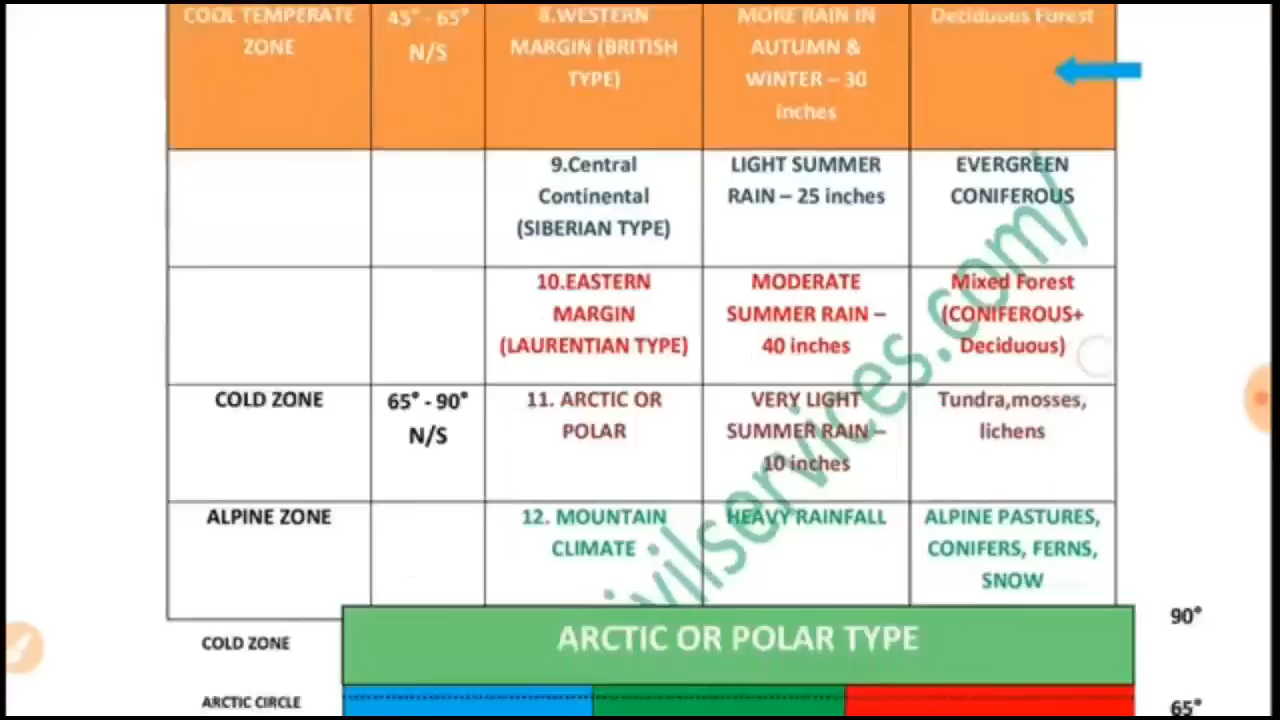 COOL TEMPERATE
ZONE
45° - 65°
N/S
8.WESTERN
MARGIN (BRITISH
TYPE)
MORE RAIN IN
AUTUMN &
WINTER – 30
inches
Deciduous Forest
9.Central
Continental
(SIBERIAN TYPE)
LIGHT SUMMER
RAIN – 25 inches
EVERGREEN
CONIFEROUS
10.EASTERN
MARGIN
(LAURENTIAN TYPE)
MODERATE
SUMMER RAIN –
40 inches
Mixed Forest
(CONIFEROUS+
Deciduous)
COLD ZONE
65° - 90°
N/S
11. ARCTIC OR
POLAR
VERY LIGHT
SUMMER RAIN –
10 inches
Tundra,mosses,
lichens
ALPINE ZONE
12. MOUNTAIN
CLIMATE
HEAVY RAINFALL
ALPINE PASTURES,
CONIFERS, FERNS,
SNOW
ivilservices.com/
COLD ZONE
ARCTIC OR POLAR TYPE
90°
ARCTIC CIRCLE
65°